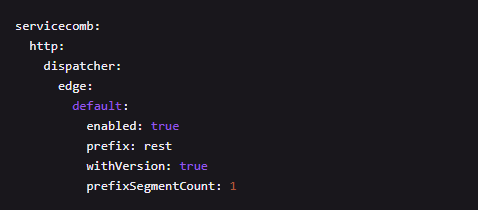 servicecomb:
  http:
    dispatcher:
      edge:
        default:
          enabled: true
          prefix: rest
          withVersion: true
          prefixSegmentCount: 1